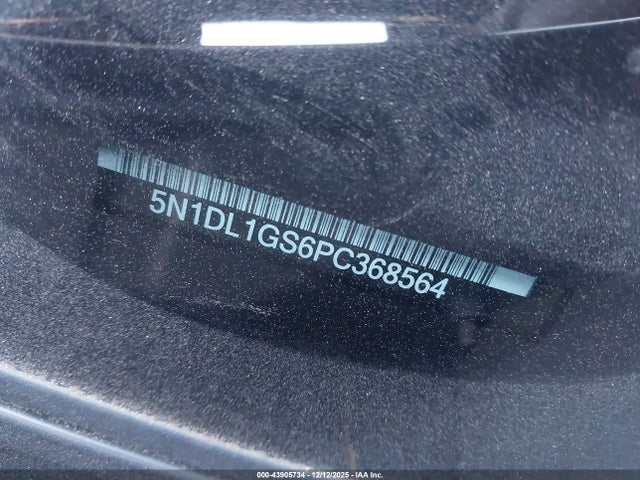 5N1DL1GS6PC368564
000-43905734 | 12/12/2025 - IAA Inc.